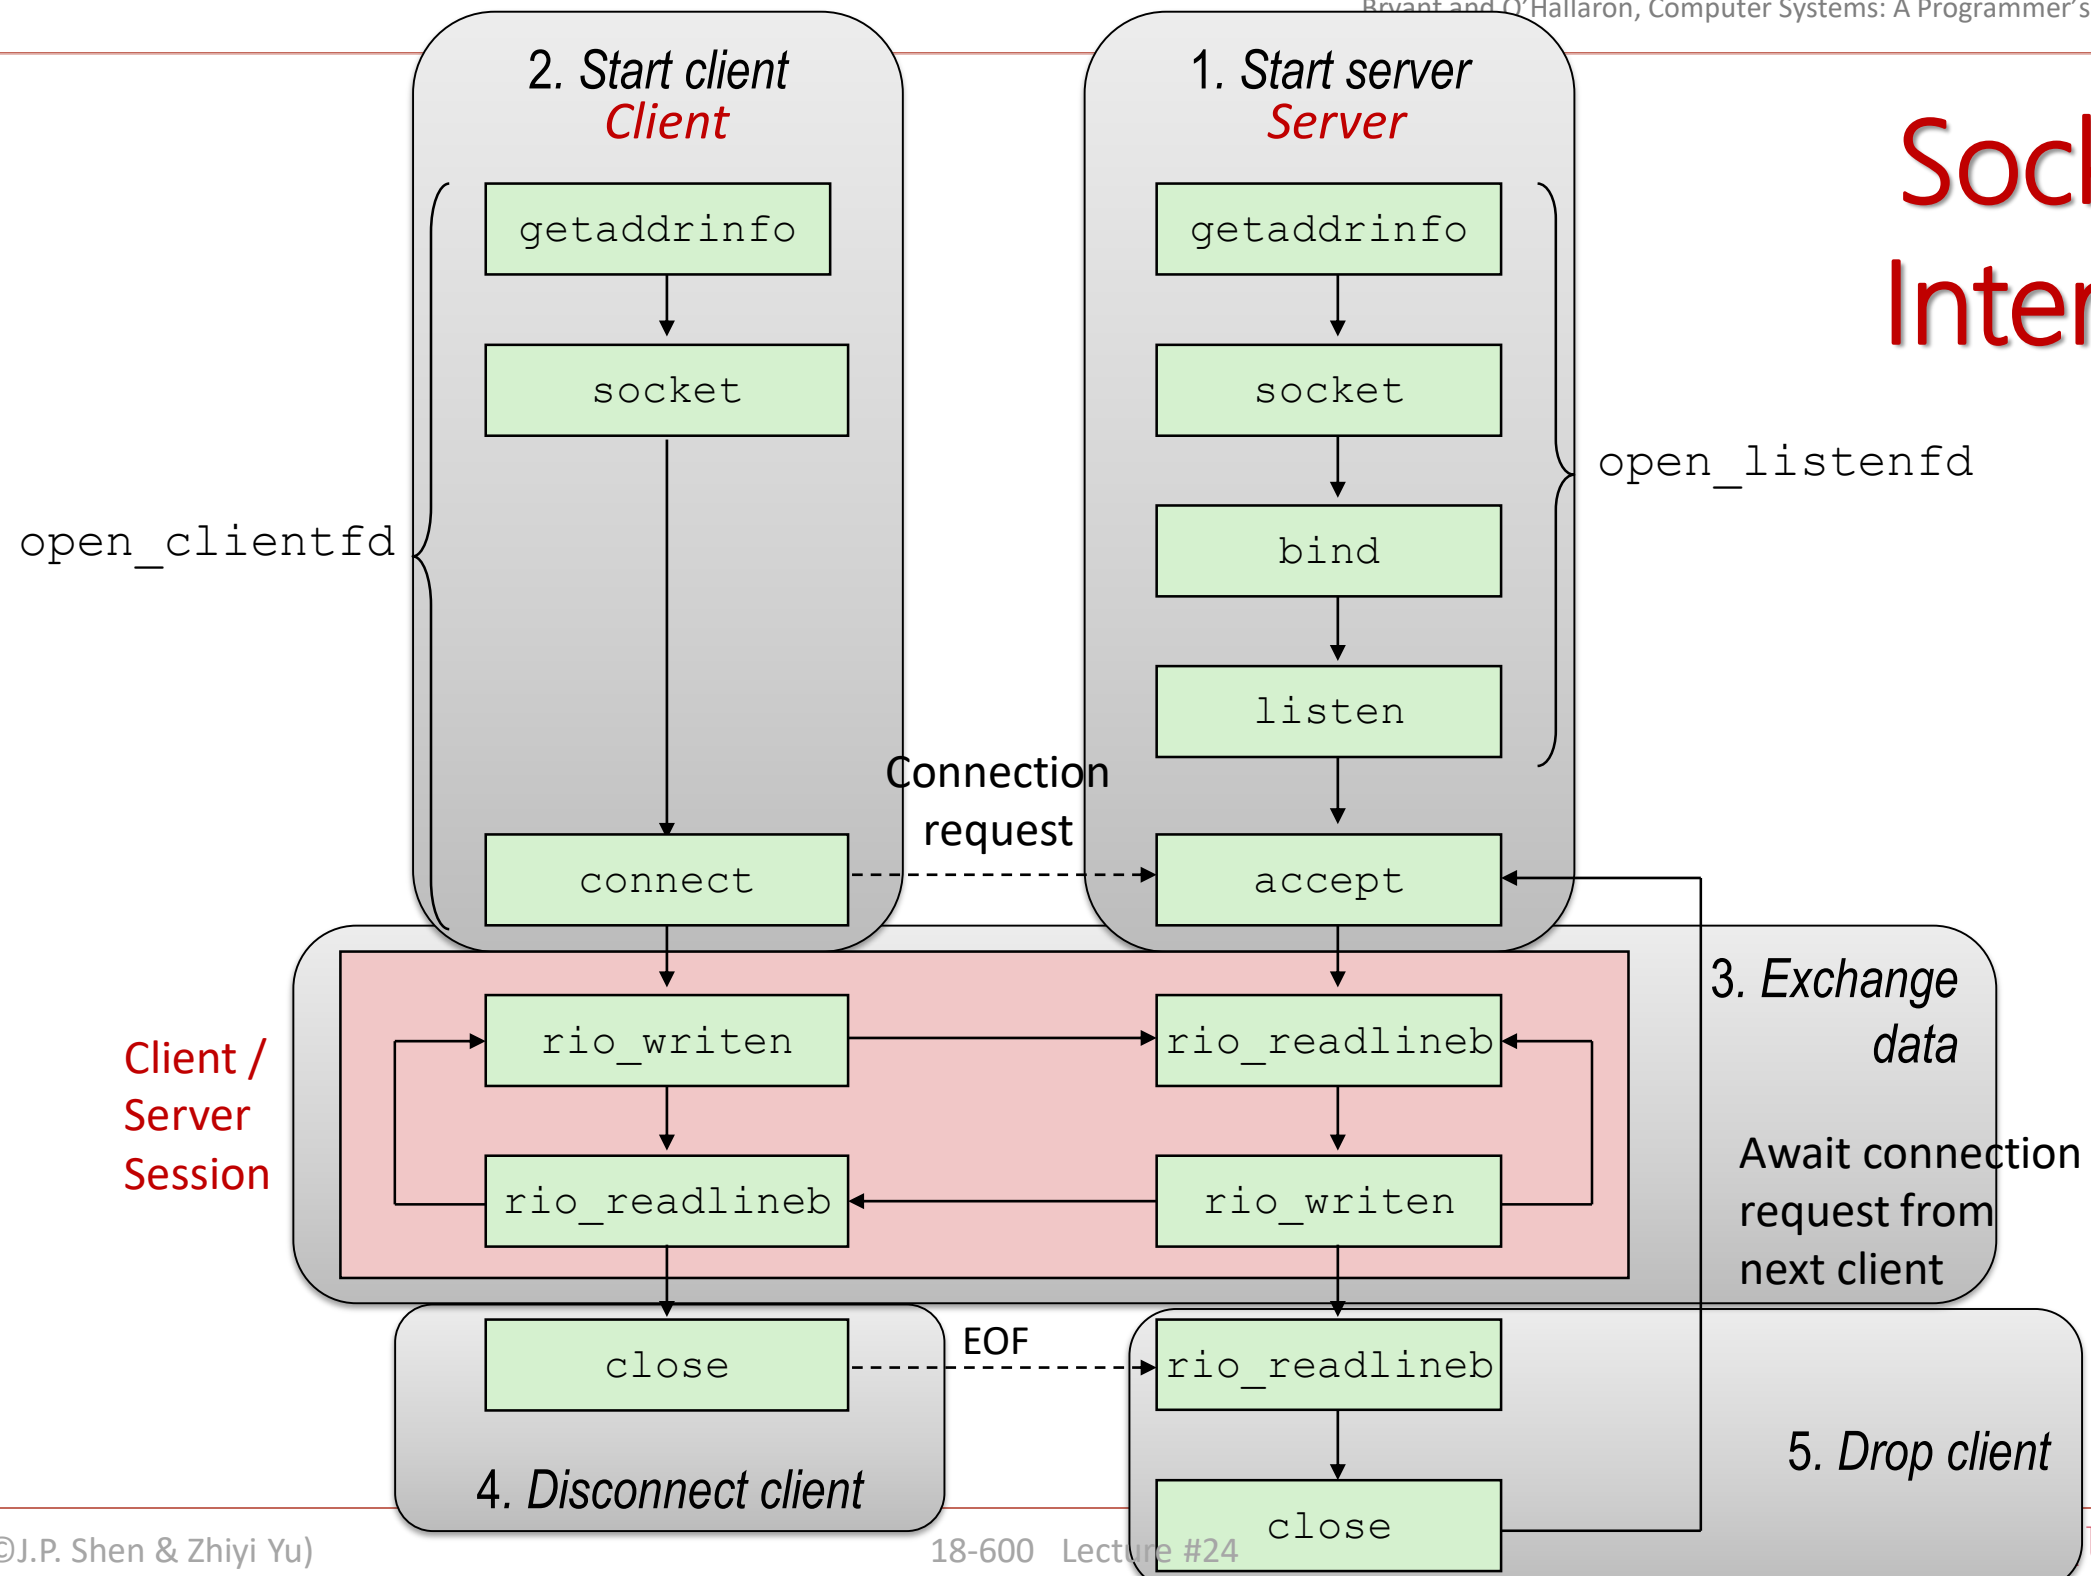 Bryant and O'Hallaron, Computer Systems: A Programmer's
2. Start client
Client
1. Start server
Server
getaddrinfo
getaddrinfo
socket
socket
open_listenfd
open_clientfd
bind
listen
Connection
request
connect
accept
3. Exchange
data
Client /
Server
Session
rio_writen
rio_readlineb
rio_readlineb
rio_writen
Await connection
request from
next client
close
EOF
rio_readlineb
4. Disconnect client
5. Drop client
close
©J.P. Shen & Zhiyi Yu)
18-600 Lecture #24